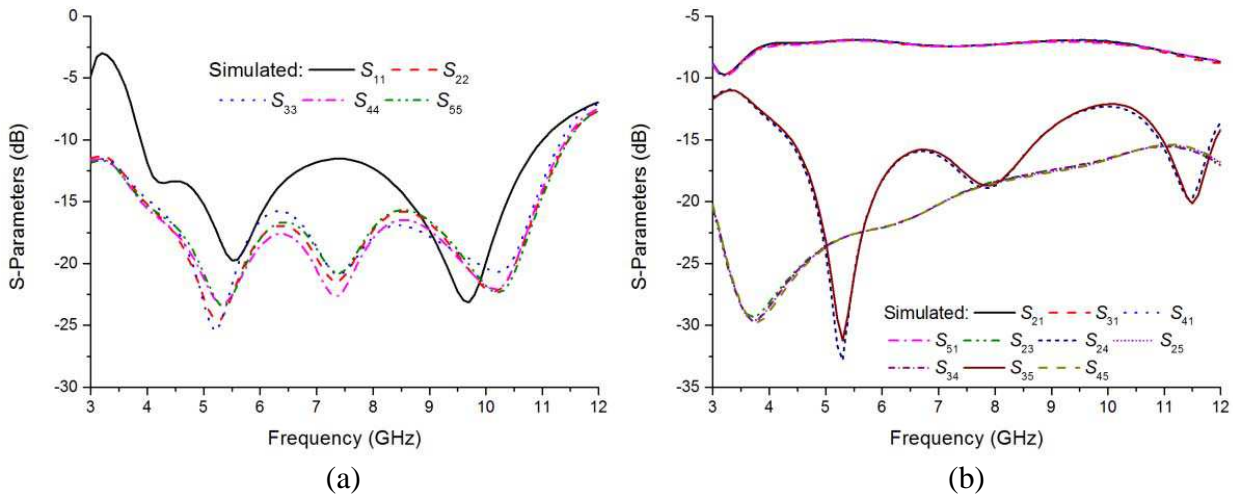 0
-5
-10
-15
-20
-25
-30
S-Parameters (dB)
Simulated: S11 S22
S33 S44 S55
3 4 5 6 7 8 9 10 11 12
Frequency (GHz)
(a)
-5
-10
-15
-20
-25
-30
-35
S-Parameters (dB)
Simulated: S21 S31 S41
S51 S23 S24 S25
S34 S35 S45
3 4 5 6 7 8 9 10 11 12
Frequency (GHz)
(b)